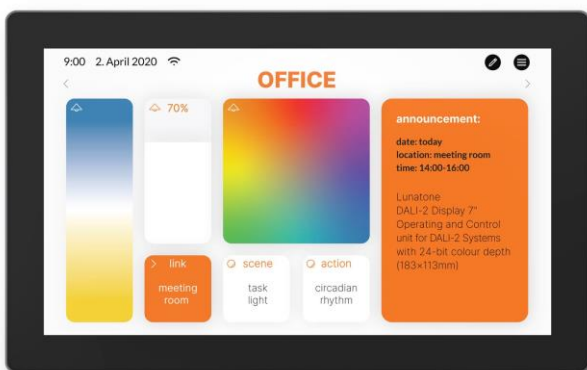 9:00 2. April 2020
OFFICE
70%
link
meeting
room
scene
task
light
action
circadian
rhythm
announcement:
date: today
location: meeting room
time: 14:00-16:00
Lunatone
DALI-2 Display 7"
Operating and Control
unit for DALI-2 Systems
with 24-bit colour depth
(183×113mm)